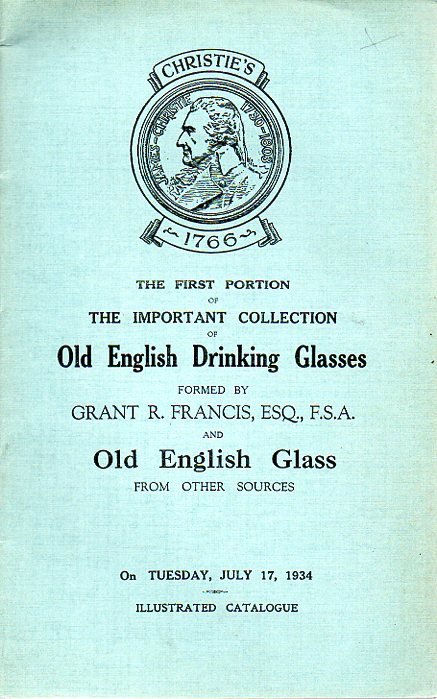 CHRISTIE'S
JAMES-CHRISTIE 1730-1803
1766
THE FIRST PORTION
OF
THE IMPORTANT COLLECTION
OF
Old English Drinking Glasses
FORMED BY
GRANT R. FRANCIS, ESQ., F.S.A.
AND
Old English Glass
FROM OTHER SOURCES
On TUESDAY, JULY 17, 1934
ILLUSTRATED CATALOGUE